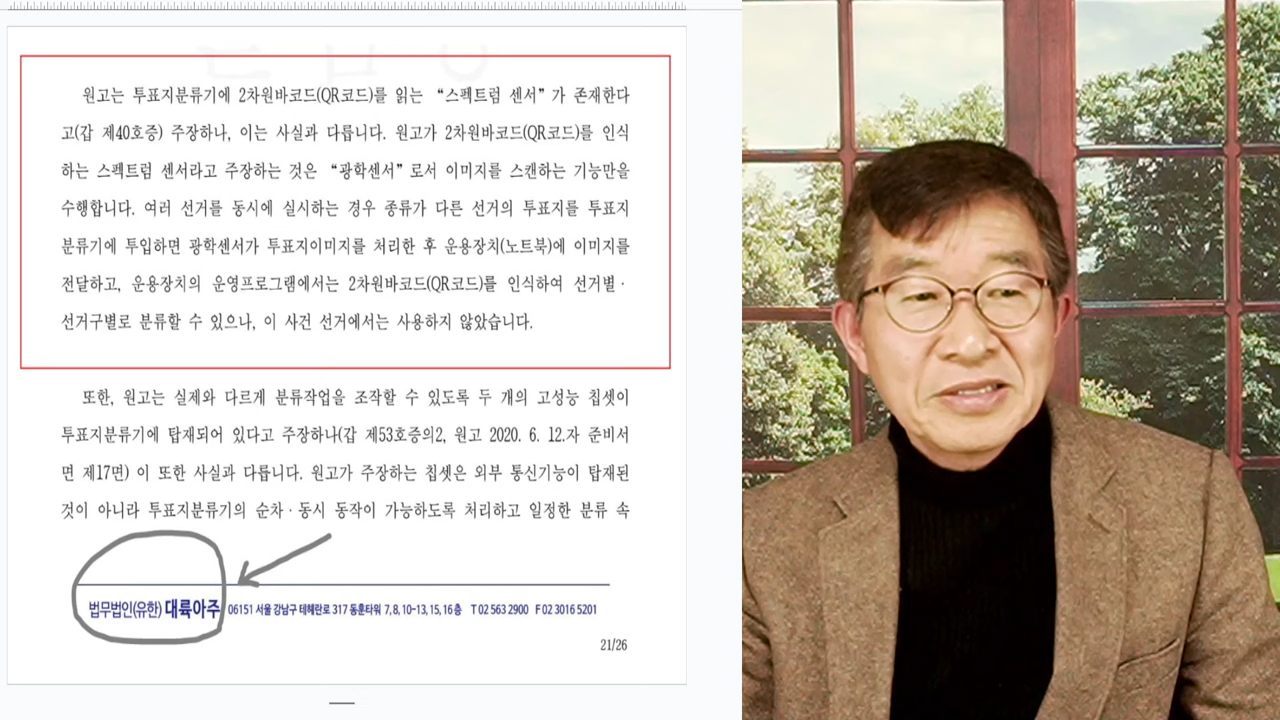 원고는 투표지분류기에 2차원바코드(QR코드)를 읽는 “스펙트럼 센서”가 존재한다
고(갑 제40호증) 주장하나, 이는 사실과 다릅니다. 원고가 2차원바코드(QR코드)를 인식
하는 스펙트럼 센서라고 주장하는 것은 “광학센서”로서 이미지를 스캔하는 기능만을
수행합니다. 여러 선거를 동시에 실시하는 경우 종류가 다른 선거의 투표지를 투표지
분류기에 투입하면 광학센서가 투표지이미지를 처리한 후 운용장치(노트북)에 이미지를
전달하고, 운용장치의 운영프로그램에서는 2차원바코드(QR코드)를 인식하여 선거별·
선거구별로 분류할 수 있으나, 이 사건 선거에서는 사용하지 않았습니다.
또한, 원고는 실제와 다르게 분류작업을 조작할 수 있도록 두 개의 고성능 칩셋이
투표지분류기에 탑재되어 있다고 주장하나(갑 제53호증의2, 원고 2020. 6. 12.자 준비서
면 제17면) 이 또한 사실과 다릅니다. 원고가 주장하는 칩셋은 외부 통신기능이 탑재된
것이 아니라 투표지분류기의 순차·동시 동작이 가능하도록 처리하고 일정한 분류 속
법무법인(유한) 대륙아주 06151 서울 강남구 테헤란로 317 동훈타워 7, 8, 10-13, 15, 16 층 T 02 563 2900 F 02 3016 5201
21/26